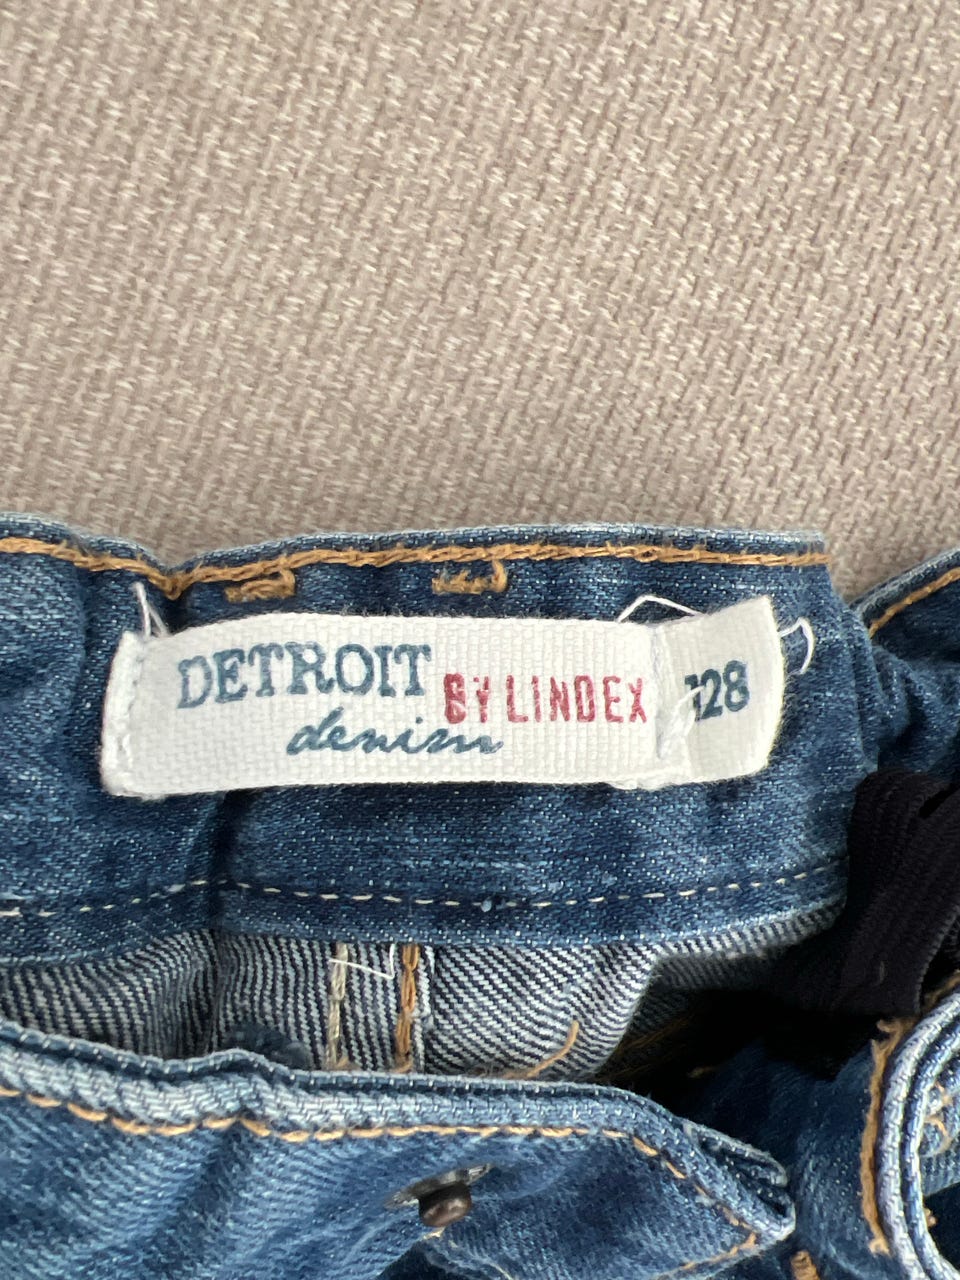 DETROIT
denim
BY LINDEX
128